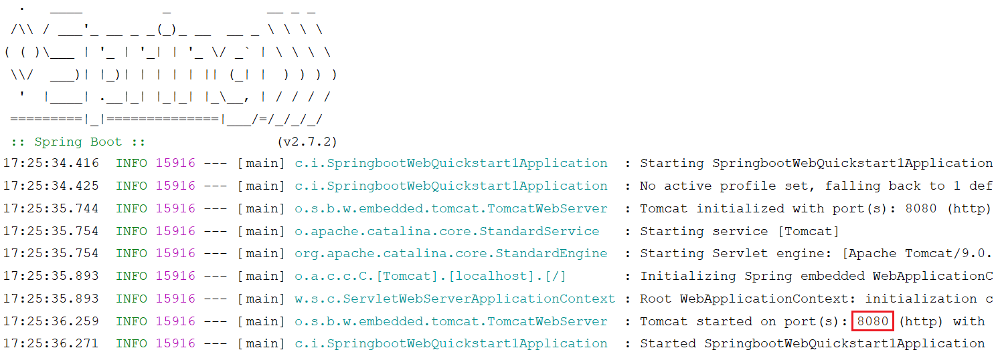 .   ____          _            __ _ _
 /\\ / ___'_ __ _ _(_)_ __  __ _ \ \ \ \
( ( )\___ | '_ | '_| | '_ \/ _` | \ \ \ \
 \\/  ___)| |_)| | | | | || (_| |  ) ) ) )
  '  |____| .__|_| |_|_| |_\__, | / / / /
 =========|_|==============|___/=/_/_/_/
 :: Spring Boot ::                (v2.7.2)
17:25:34.416  INFO 15916 --- [main] c.i.SpringbootWebQuickstart1Application  : Starting SpringbootWebQuickstart1Application
17:25:34.425  INFO 15916 --- [main] c.i.SpringbootWebQuickstart1Application  : No active profile set, falling back to 1 def
17:25:35.744  INFO 15916 --- [main] o.s.b.w.embedded.tomcat.TomcatWebServer  : Tomcat initialized with port(s): 8080 (http)
17:25:35.754  INFO 15916 --- [main] o.apache.catalina.core.StandardService   : Starting service [Tomcat]
17:25:35.754  INFO 15916 --- [main] org.apache.catalina.core.StandardEngine  : Starting Servlet engine: [Apache Tomcat/9.0.
17:25:35.893  INFO 15916 --- [main] o.a.c.c.C.[Tomcat].[localhost].[/]       : Initializing Spring embedded WebApplicationC
17:25:35.893  INFO 15916 --- [main] w.s.c.ServletWebServerApplicationContext : Root WebApplicationContext: initialization c
17:25:36.259  INFO 15916 --- [main] o.s.b.w.embedded.tomcat.TomcatWebServer  : Tomcat started on port(s): 8080 (http) with
17:25:36.271  INFO 15916 --- [main] c.i.SpringbootWebQuickstart1Application  : Started SpringbootWebQuickstart1Application